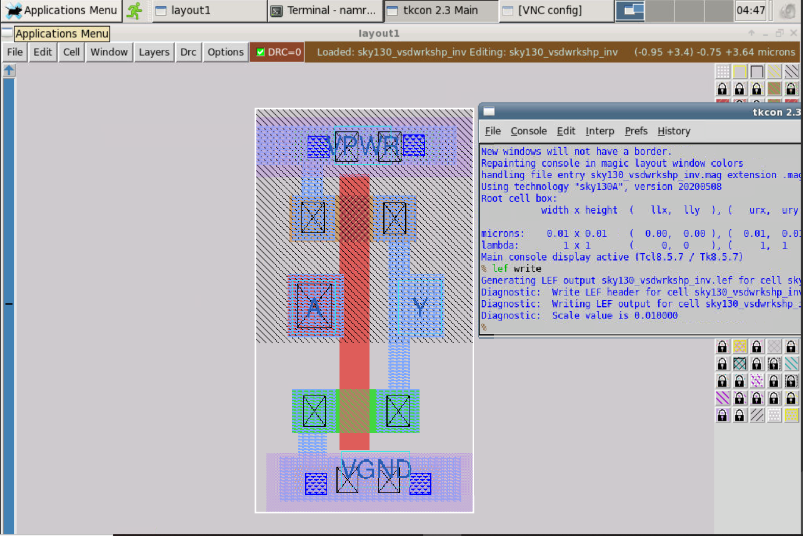 Applications Menu
layout1
Terminal - namr...
tkcon 2.3 Main
[VNC config]
04:47
Applications Menu
layout1
File Edit Cell Window Layers Drc Options DRC=0 Loaded: sky130_vsdwrkshp_inv Editing: sky130_vsdwrkshp_inv (-0.95 +3.4) -0.75 +3.64 microns
tkcon 2.3
File Console Edit Interp Prefs History
New windows will not have a border.
Repainting console in magic layout window colors
handling file entry sky130_vsdwrkshp_inv.mag extension .mag
Using technology "sky130A", version 20200508
Root cell box:
width x height ( llx, lly ), ( urx, ury
microns: 0.01 x 0.01 ( 0.00, 0.00 ), ( 0.01, 0.01
lambda: 1 x 1 ( 0, 0 ), ( 1, 1
Main console display active (Tcl8.5.7 / Tk8.5.7)
% lef write
Generating LEF output sky130_vsdwrkshp_inv.lef for cell sky
Diagnostic: Write LEF header for cell sky130_vsdwrkshp_inv
Diagnostic: Writing LEF output for cell sky130_vsdwrkshp_
Diagnostic: Scale value is 0.010000
%
VPWR
A
Y
VGND